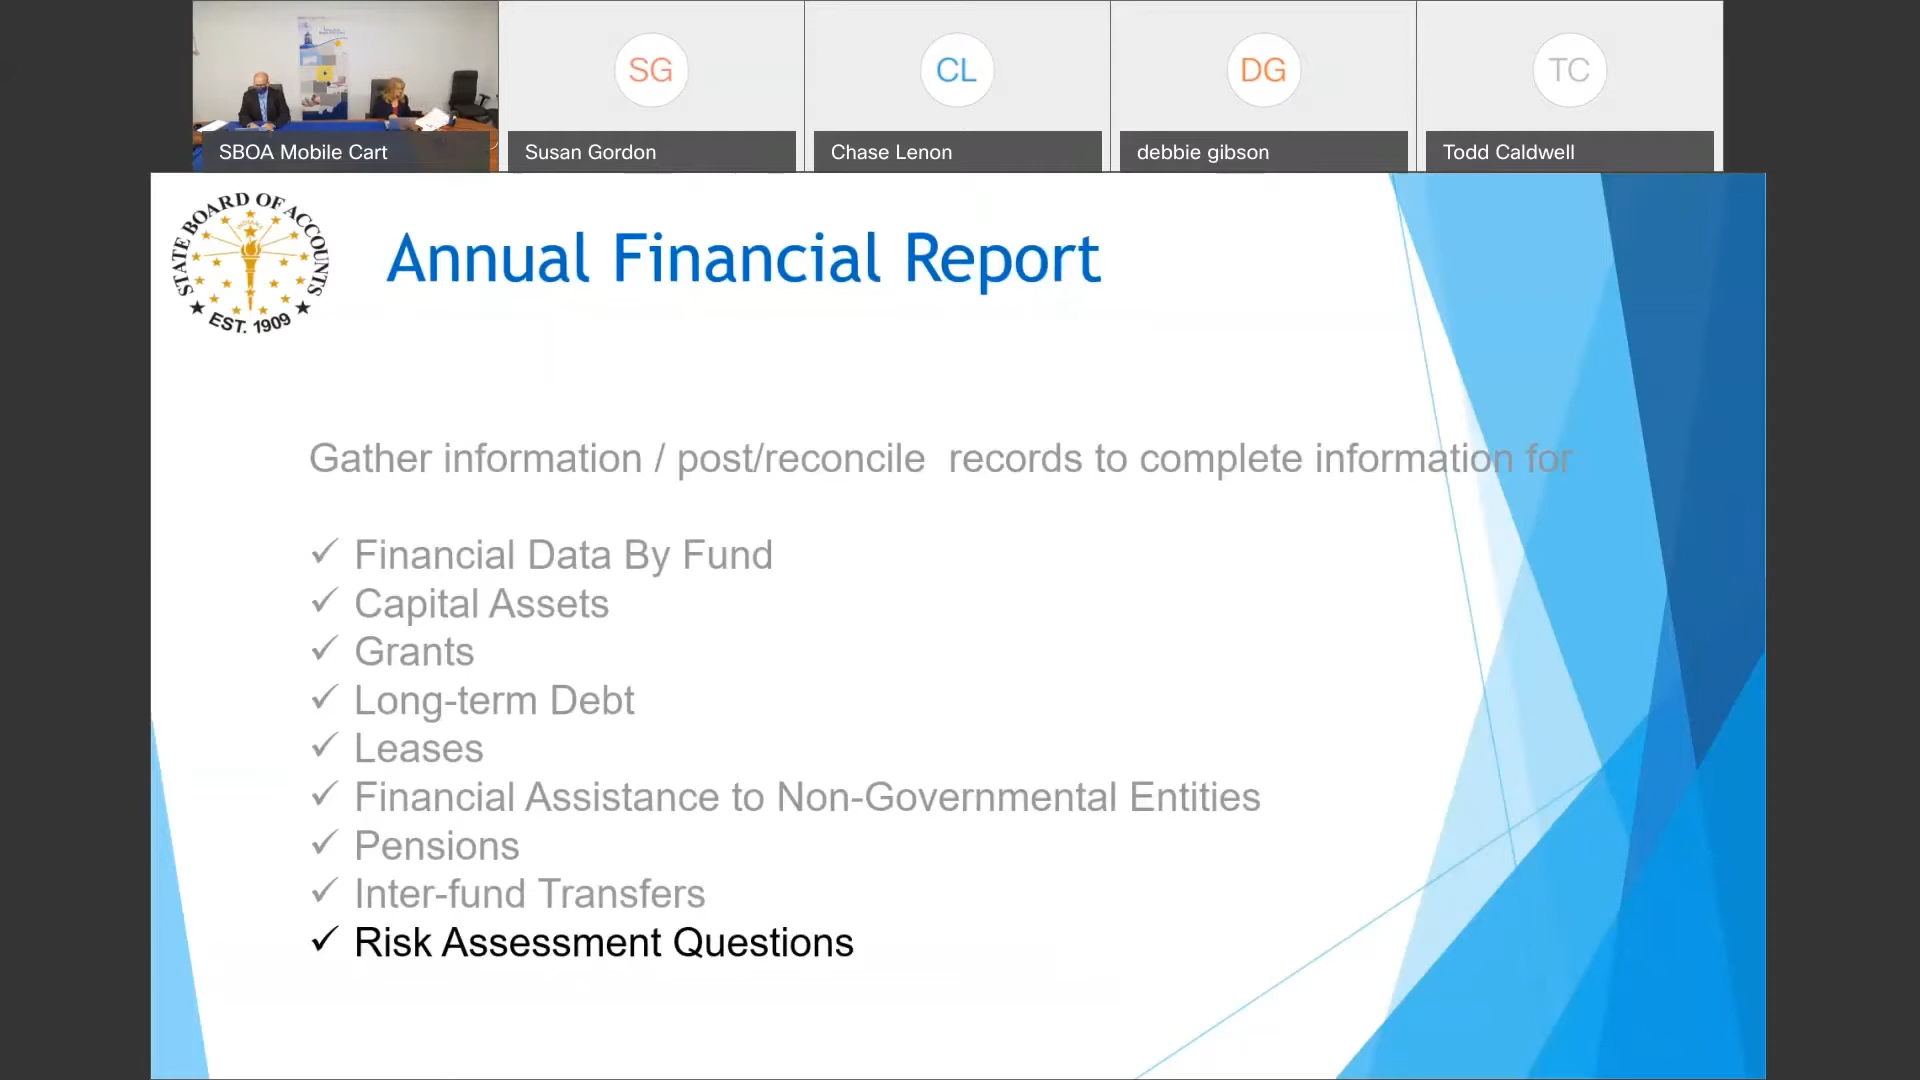 SG
CL
DG
TC
SBOA Mobile Cart
Susan Gordon
Chase Lenon
debbie gibson
Todd Caldwell
STATE BOARD OF ACCOUNTS
EST. 1909
Annual Financial Report
Gather information / post/reconcile  records to complete information for
✓ Financial Data By Fund
✓ Capital Assets
✓ Grants
✓ Long-term Debt
✓ Leases
✓ Financial Assistance to Non-Governmental Entities
✓ Pensions
✓ Inter-fund Transfers
✓ Risk Assessment Questions